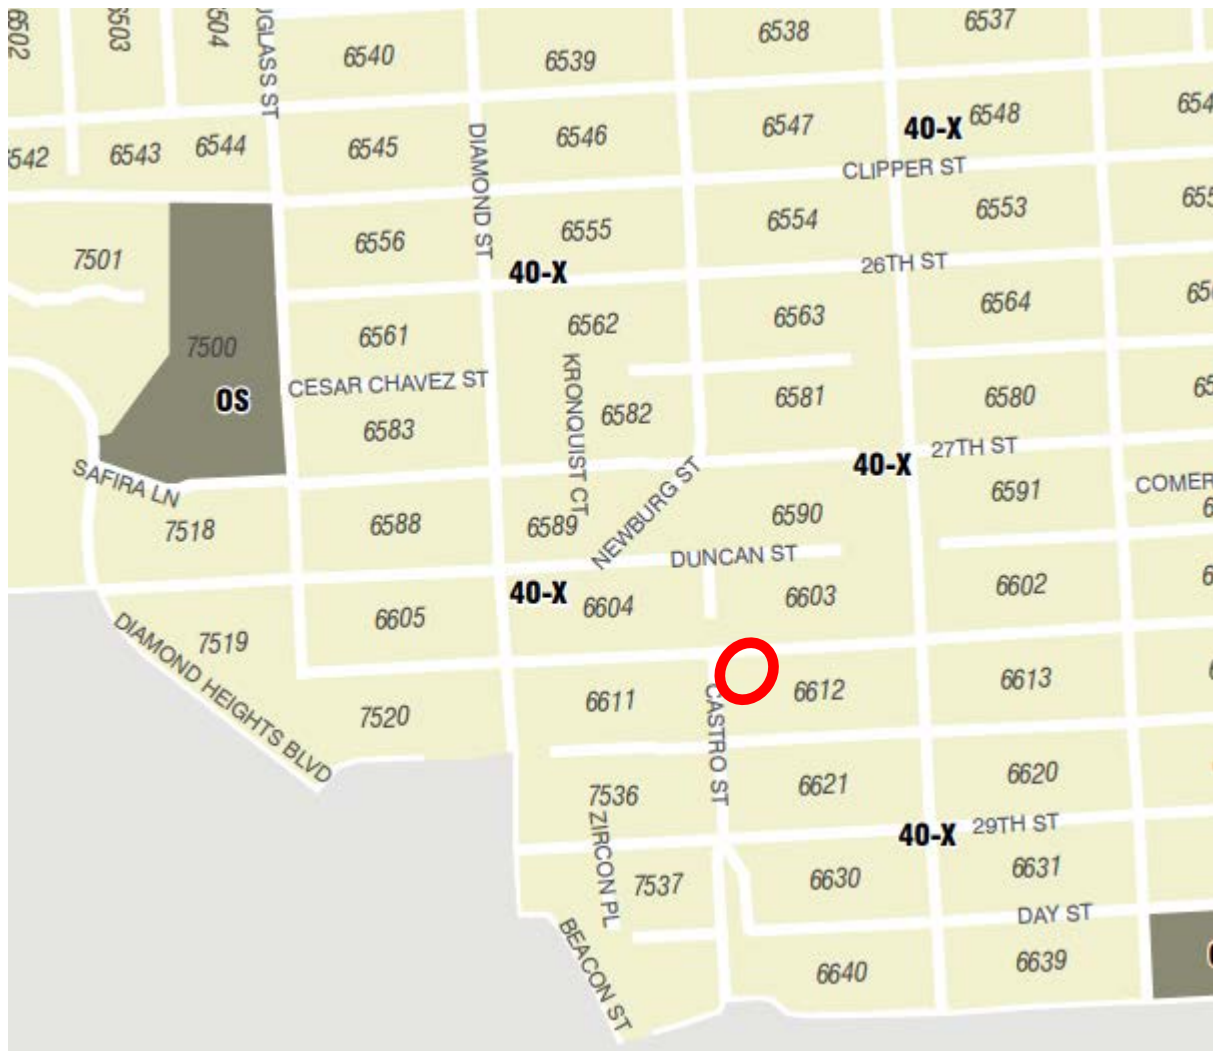 6502
6503
6504
UGLASS ST
6540
6539
6538
6537
6542
6543
6544
6545
DIAMOND ST
6546
6547
40-X
6548
654
CLIPPER ST
7501
6556
6555
6554
6553
655
40-X
26TH ST
7500
OS
6561
6562
6563
6564
CESAR CHAVEZ ST
KRONQUIST CT
6583
6582
6581
6580
SAFIRA LN
NEWBURG ST
40-X
27TH ST
COMER
7518
6588
6589
6590
6591
DUNCAN ST
40-X
7519
DIAMOND HEIGHTS BLVD
6605
6604
6603
6602
7520
6611
CASTRO ST
6612
6613
7536
ZIRCON PL
6621
6620
40-X
29TH ST
7537
6630
6631
BEACON ST
DAY ST
6640
6639